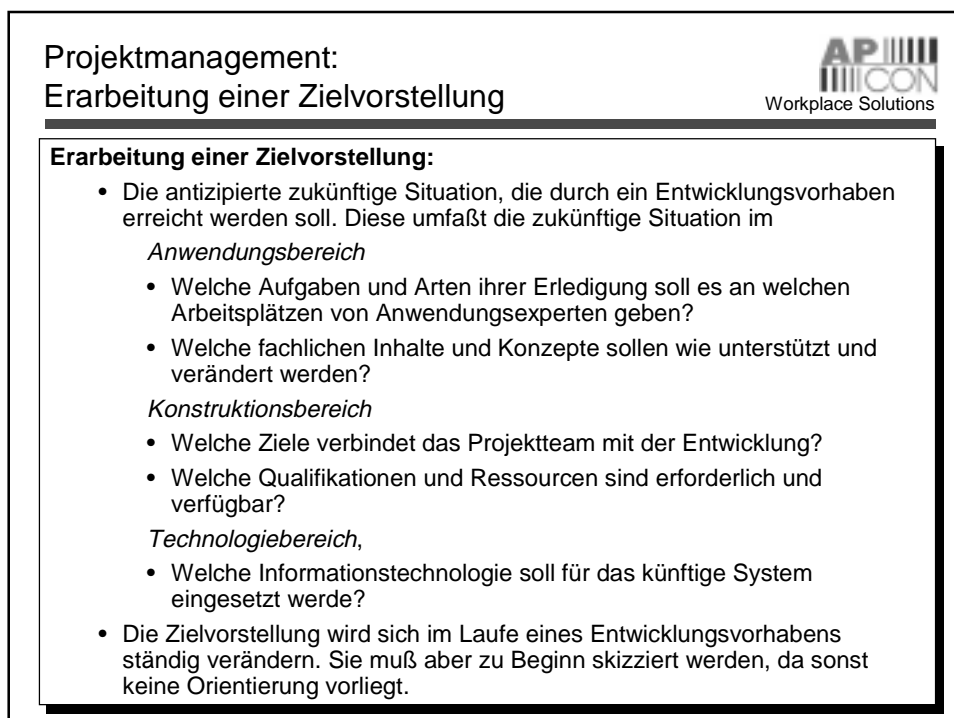 Projektmanagement:
Erarbeitung einer Zielvorstellung
AP
CON
Workplace Solutions
Erarbeitung einer Zielvorstellung:
• Die antizipierte zukünftige Situation, die durch ein Entwicklungsvorhaben
erreicht werden soll. Diese umfaßt die zukünftige Situation im
Anwendungsbereich
• Welche Aufgaben und Arten ihrer Erledigung soll es an welchen
Arbeitsplätzen von Anwendungsexperten geben?
• Welche fachlichen Inhalte und Konzepte sollen wie unterstützt und
verändert werden?
Konstruktionsbereich
• Welche Ziele verbindet das Projektteam mit der Entwicklung?
• Welche Qualifikationen und Ressourcen sind erforderlich und
verfügbar?
Technologiebereich,
• Welche Informationstechnologie soll für das künftige System
eingesetzt werde?
• Die Zielvorstellung wird sich im Laufe eines Entwicklungsvorhabens
ständig verändern. Sie muß aber zu Beginn skizziert werden, da sonst
keine Orientierung vorliegt.